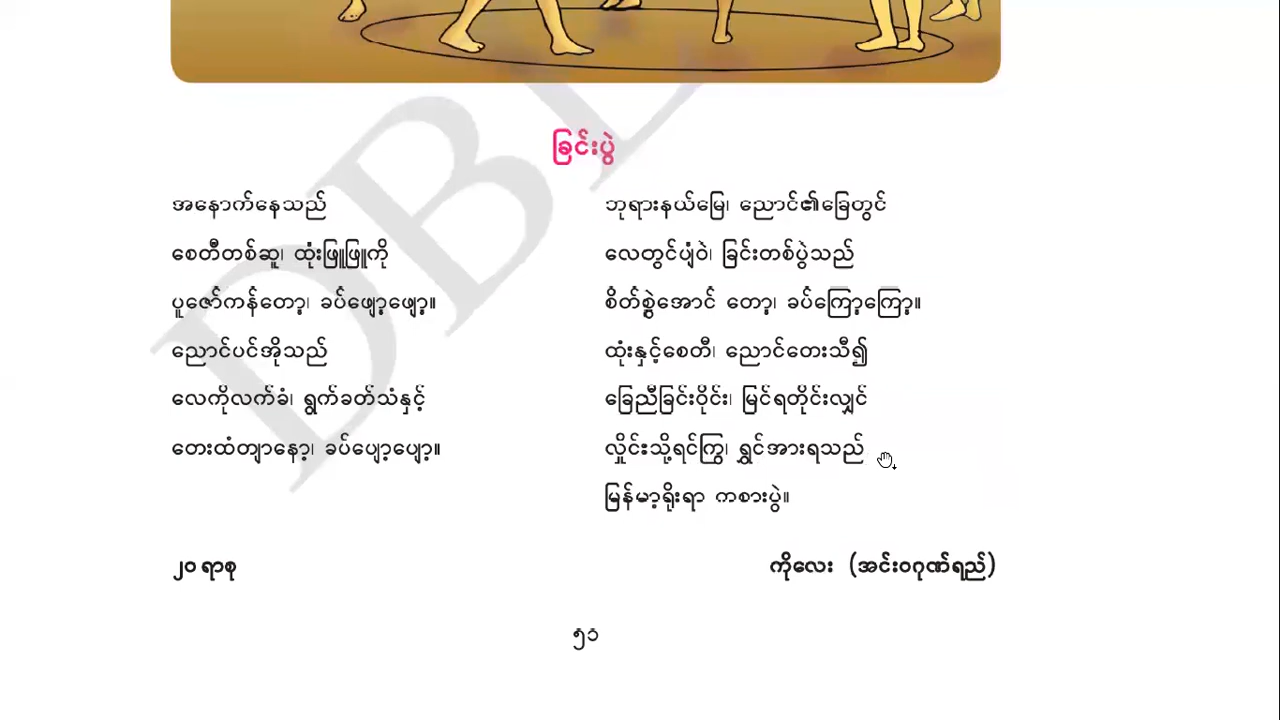 ခြင်းပွဲ
အနောက်နေသည်
စေတီတစ်ဆူ၊ ထုံးဖြူဖြူကို
ပူဇော်ကန်တော့၊ ခပ်ဖျော့ဖျော့။
ညောင်ပင်အိုသည်
လေကိုလက်ခံ၊ ရွက်ခတ်သံနှင့်
တေးထံတျာနော့၊ ခပ်ပျော့ပျော့။
ဘုရားနယ်မြေ၊ ညောင်၏ခြေတွင်
လေတွင်ပျံဝဲ၊ ခြင်းတစ်ပွဲသည်
စိတ်စွဲအောင် တော့၊ ခပ်ကြော့ကြော့။
ထုံးနှင့်စေတီ၊ ညောင်တေးသီ၍
ခြေညီခြင်းဝိုင်း၊ မြင်ရတိုင်းလျှင်
လှိုင်းသို့ရင်ကြွ၊ ရွှင်အားရသည်
မြန်မာ့ရိုးရာ ကစားပွဲ။
၂၀ ရာစု
ကိုလေး (အင်းဝဂုဏ်ရည်)
၅၁